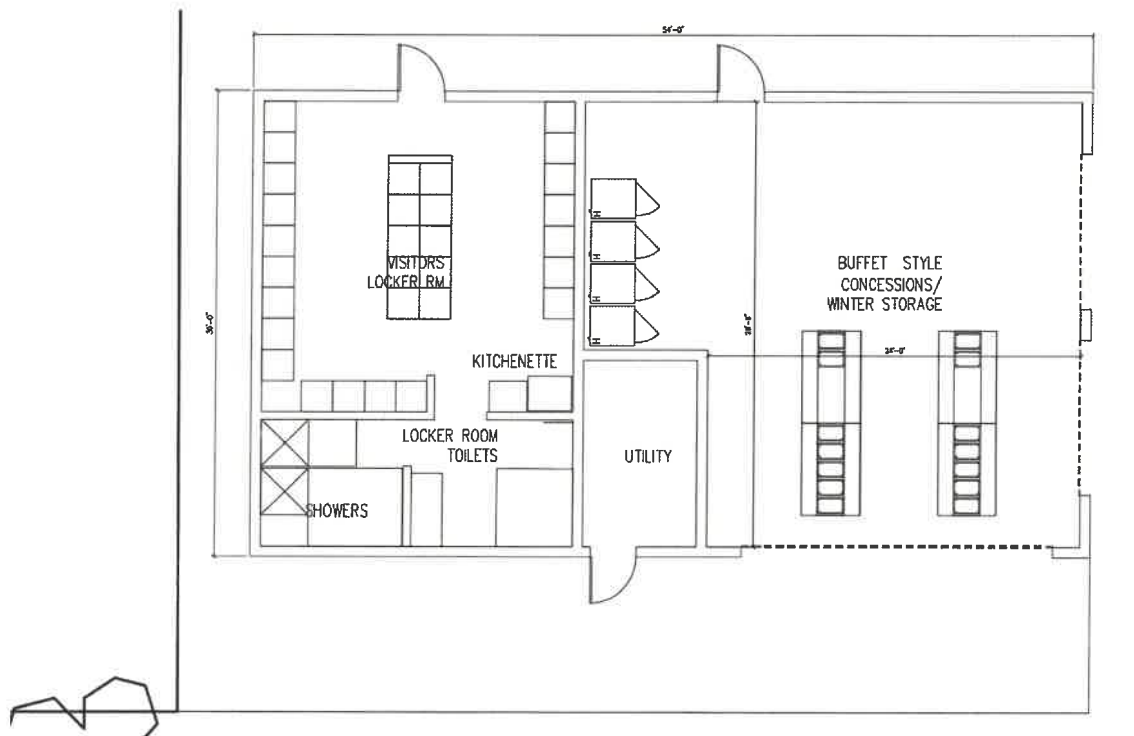 54'-0"
30'-0"
H
H
H
H
VISITORS
LOCKER RM
BUFFET STYLE
CONCESSIONS/
WINTER STORAGE
28'-8"
24'-0"
KITCHENETTE
LOCKER ROOM
TOILETS
UTILITY
SHOWERS